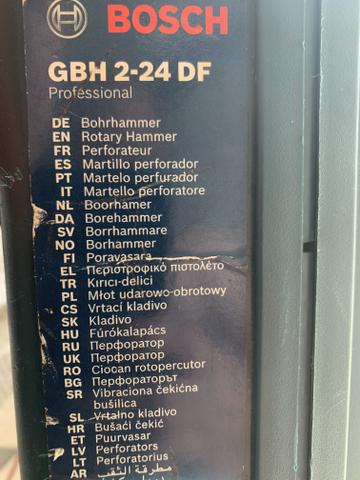 BOSCH
GBH 2-24 DF
Professional
DE Bohrhammer
EN Rotary Hammer
FR Perforateur
ES Martillo perforador
PT Martelo perforador
IT Martello perforatore
NL Boorhamer
DA Borehammer
SV Borrhammare
NO Borhammer
FI Poravasara
EL Περιστροφικό πιστολέτο
TR Kırıcı-delici
PL Młot udarowo-obrotowy
CS Vrtací kladivo
SK Kladivo
HU Fúrókalapács
RU Перфоратор
UK Перфоратор
RO Ciocan rotopercutor
BG Перфораторът
SR Vibraciona čekićna
bušilica
SL Vrtalno kladivo
HR Bušaći čekić
ET Puurvasar
LV Perforators
LT Perforatorius
AR مطرقة الثقب